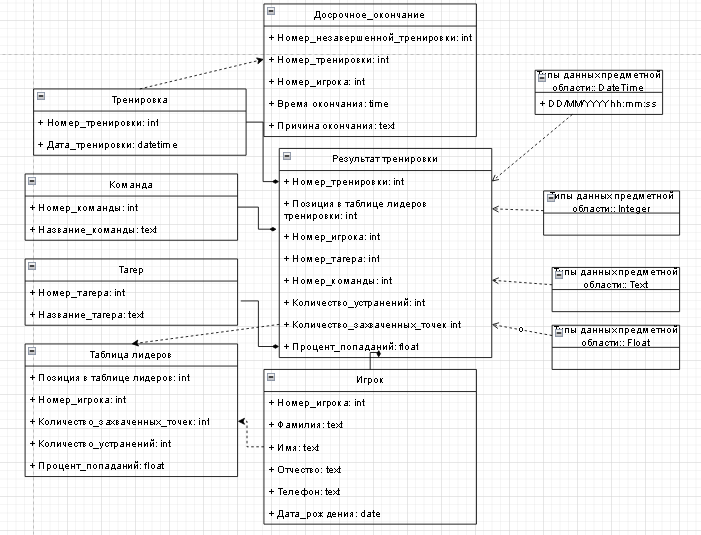 Досрочное_окончание
+ Номер_незавершенной_тренировки: int
+ Номер_тренировки: int
+ Номер_игрока: int
+ Время окончания: time
+ Причина окончания: text
Типы данных предметной
области:: DateTime
+ DD/MM/YYYY hh:mm:ss
Тренировка
+ Номер_тренировки: int
+ Дата_тренировки: datetime
Результат тренировки
+ Номер_тренировки: int
+ Позиция в таблице лидеров
тренировки: int
+ Номер_игрока: int
+ Номер_тагера: int
+ Номер_команды: int
+ Количество_устранений: int
+ Количество_захваченных_точек int
+ Процент_попаданий: float
Команда
+ Номер_команды: int
+ Название_команды: text
Типы данных предметной
области:: Integer
Тагер
+ Номер_тагера: int
+ Название_тагера: text
Типы данных предметной
области:: Text
Типы данных предметной
области:: Float
Таблица лидеров
+ Позиция в таблице лидеров: int
+ Номер_игрока: int
+ Количество_захваченных_точек: int
+ Количество_устранений: int
+ Процент_попаданий: float
Игрок
+ Номер_игрока: int
+ Фамилия: text
+ Имя: text
+ Отчество: text
+ Телефон: text
+ Дата_рождения: date